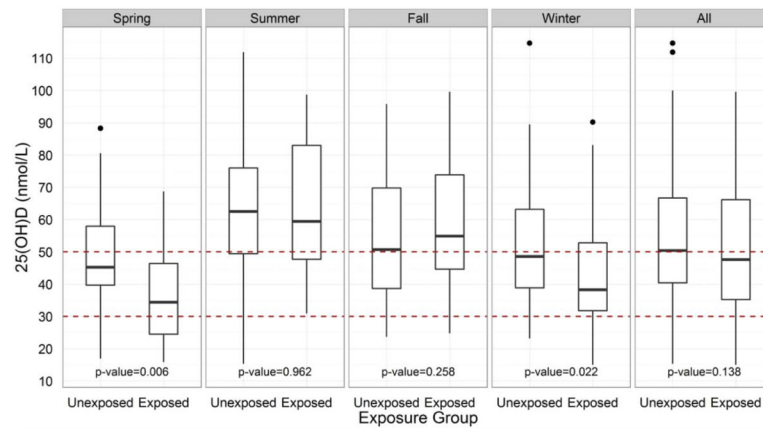 Spring Summer Fall Winter All
110
100
90
80
70
60
50
40
30
20
10
25(OH)D (nmol/L)
p-value=0.006 p-value=0.962 p-value=0.258 p-value=0.022 p-value=0.138
Unexposed Exposed Unexposed Exposed Unexposed Exposed Unexposed Exposed Unexposed Exposed
Exposure Group